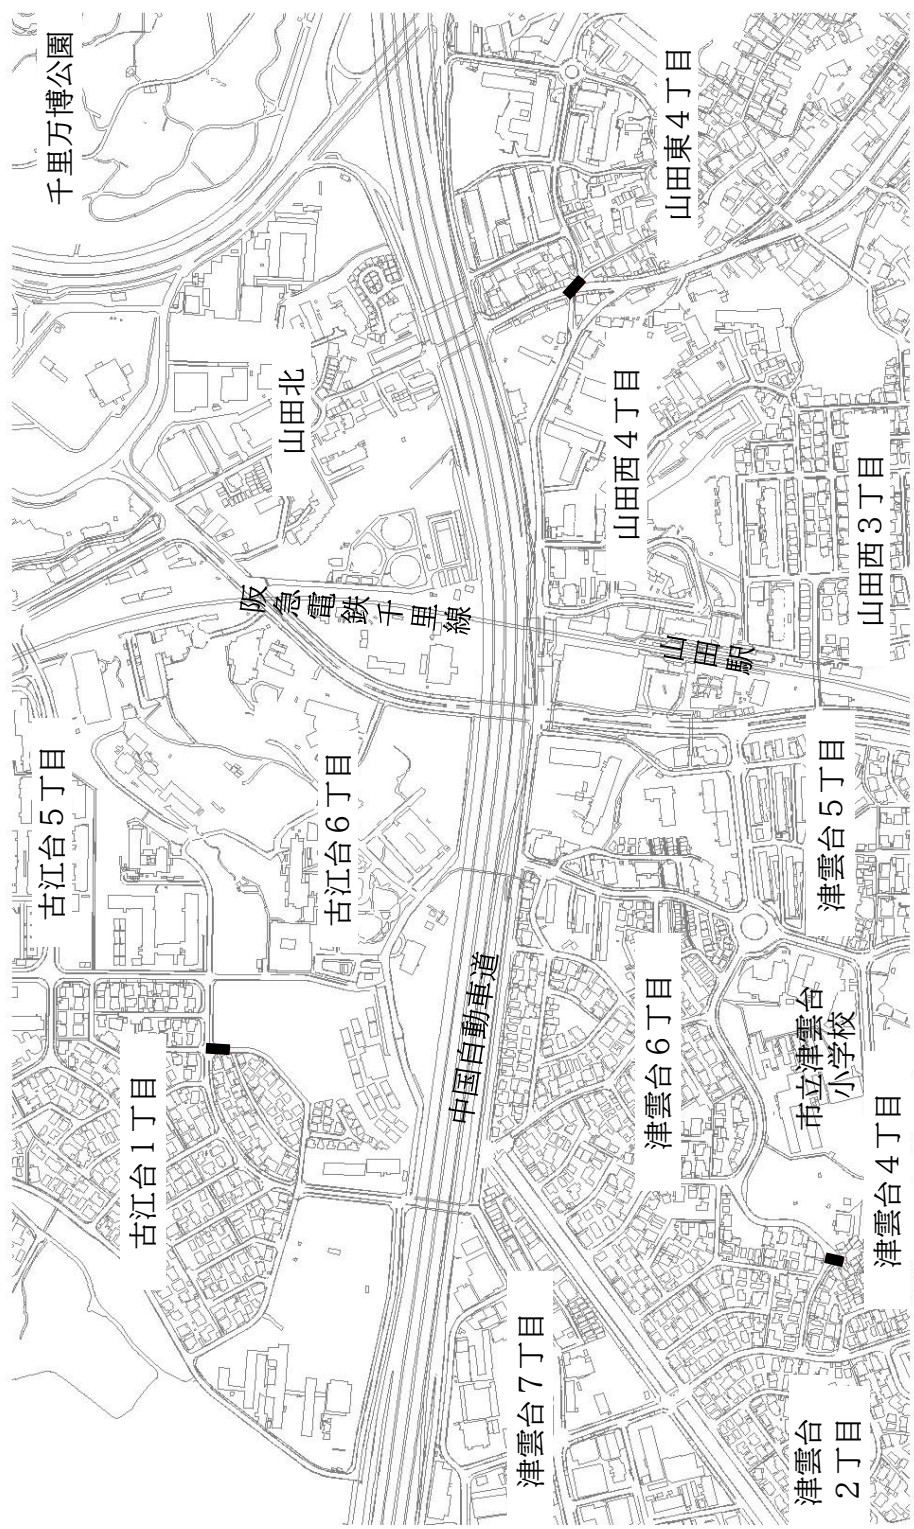 千里万博公園
山田東４丁目
山田北
山田西４丁目
山田西３丁目
阪急電鉄千里線
山田駅
古江台５丁目
古江台６丁目
津雲台５丁目
中国自動車道
津雲台６丁目
市立津雲台
小学校
古江台１丁目
津雲台４丁目
津雲台７丁目
津雲台
２丁目